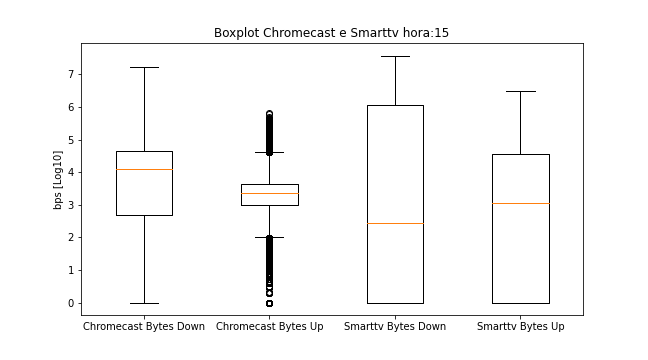 Boxplot Chromecast e Smarttv hora:15
bps [Log10]
7
6
5
4
3
2
1
0
Chromecast Bytes Down Chromecast Bytes Up Smarttv Bytes Down Smarttv Bytes Up